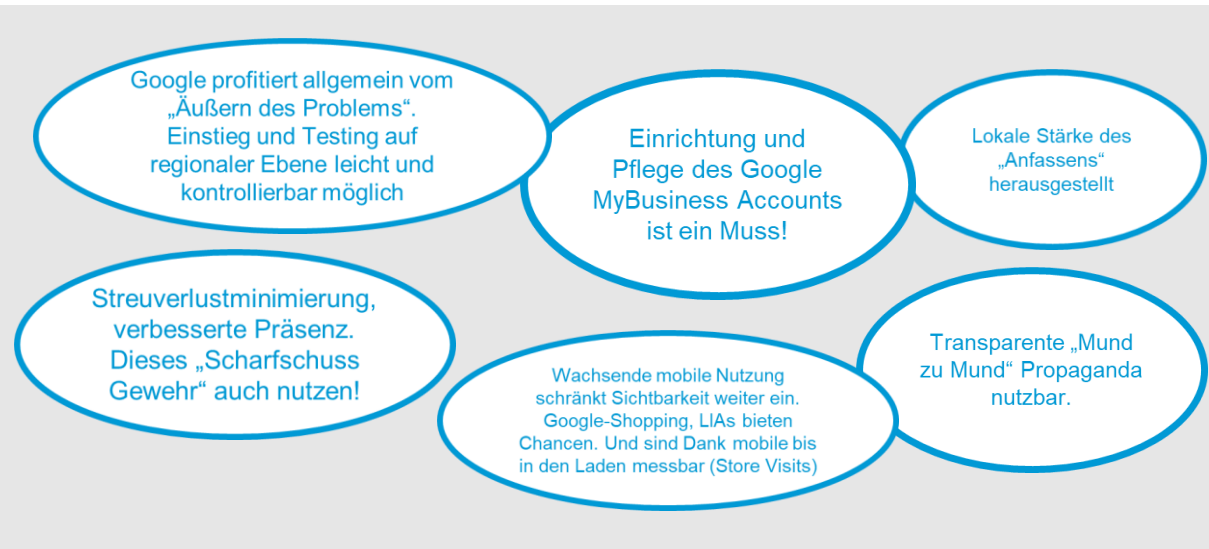 Google profitiert allgemein vom
„Äußern des Problems“.
Einstieg und Testing auf
regionaler Ebene leicht und
kontrollierbar möglich
Einrichtung und
Pflege des Google
MyBusiness Accounts
ist ein Muss!
Lokale Stärke des
„Anfassens“
herausgestellt
Streuverlustminimierung,
verbesserte Präsenz.
Dieses „Scharfschuss
Gewehr“ auch nutzen!
Wachsende mobile Nutzung
schränkt Sichtbarkeit weiter ein.
Google-Shopping, LIAs bieten
Chancen. Und sind Dank mobile bis
in den Laden messbar (Store Visits)
Transparente „Mund
zu Mund“ Propaganda
nutzbar.